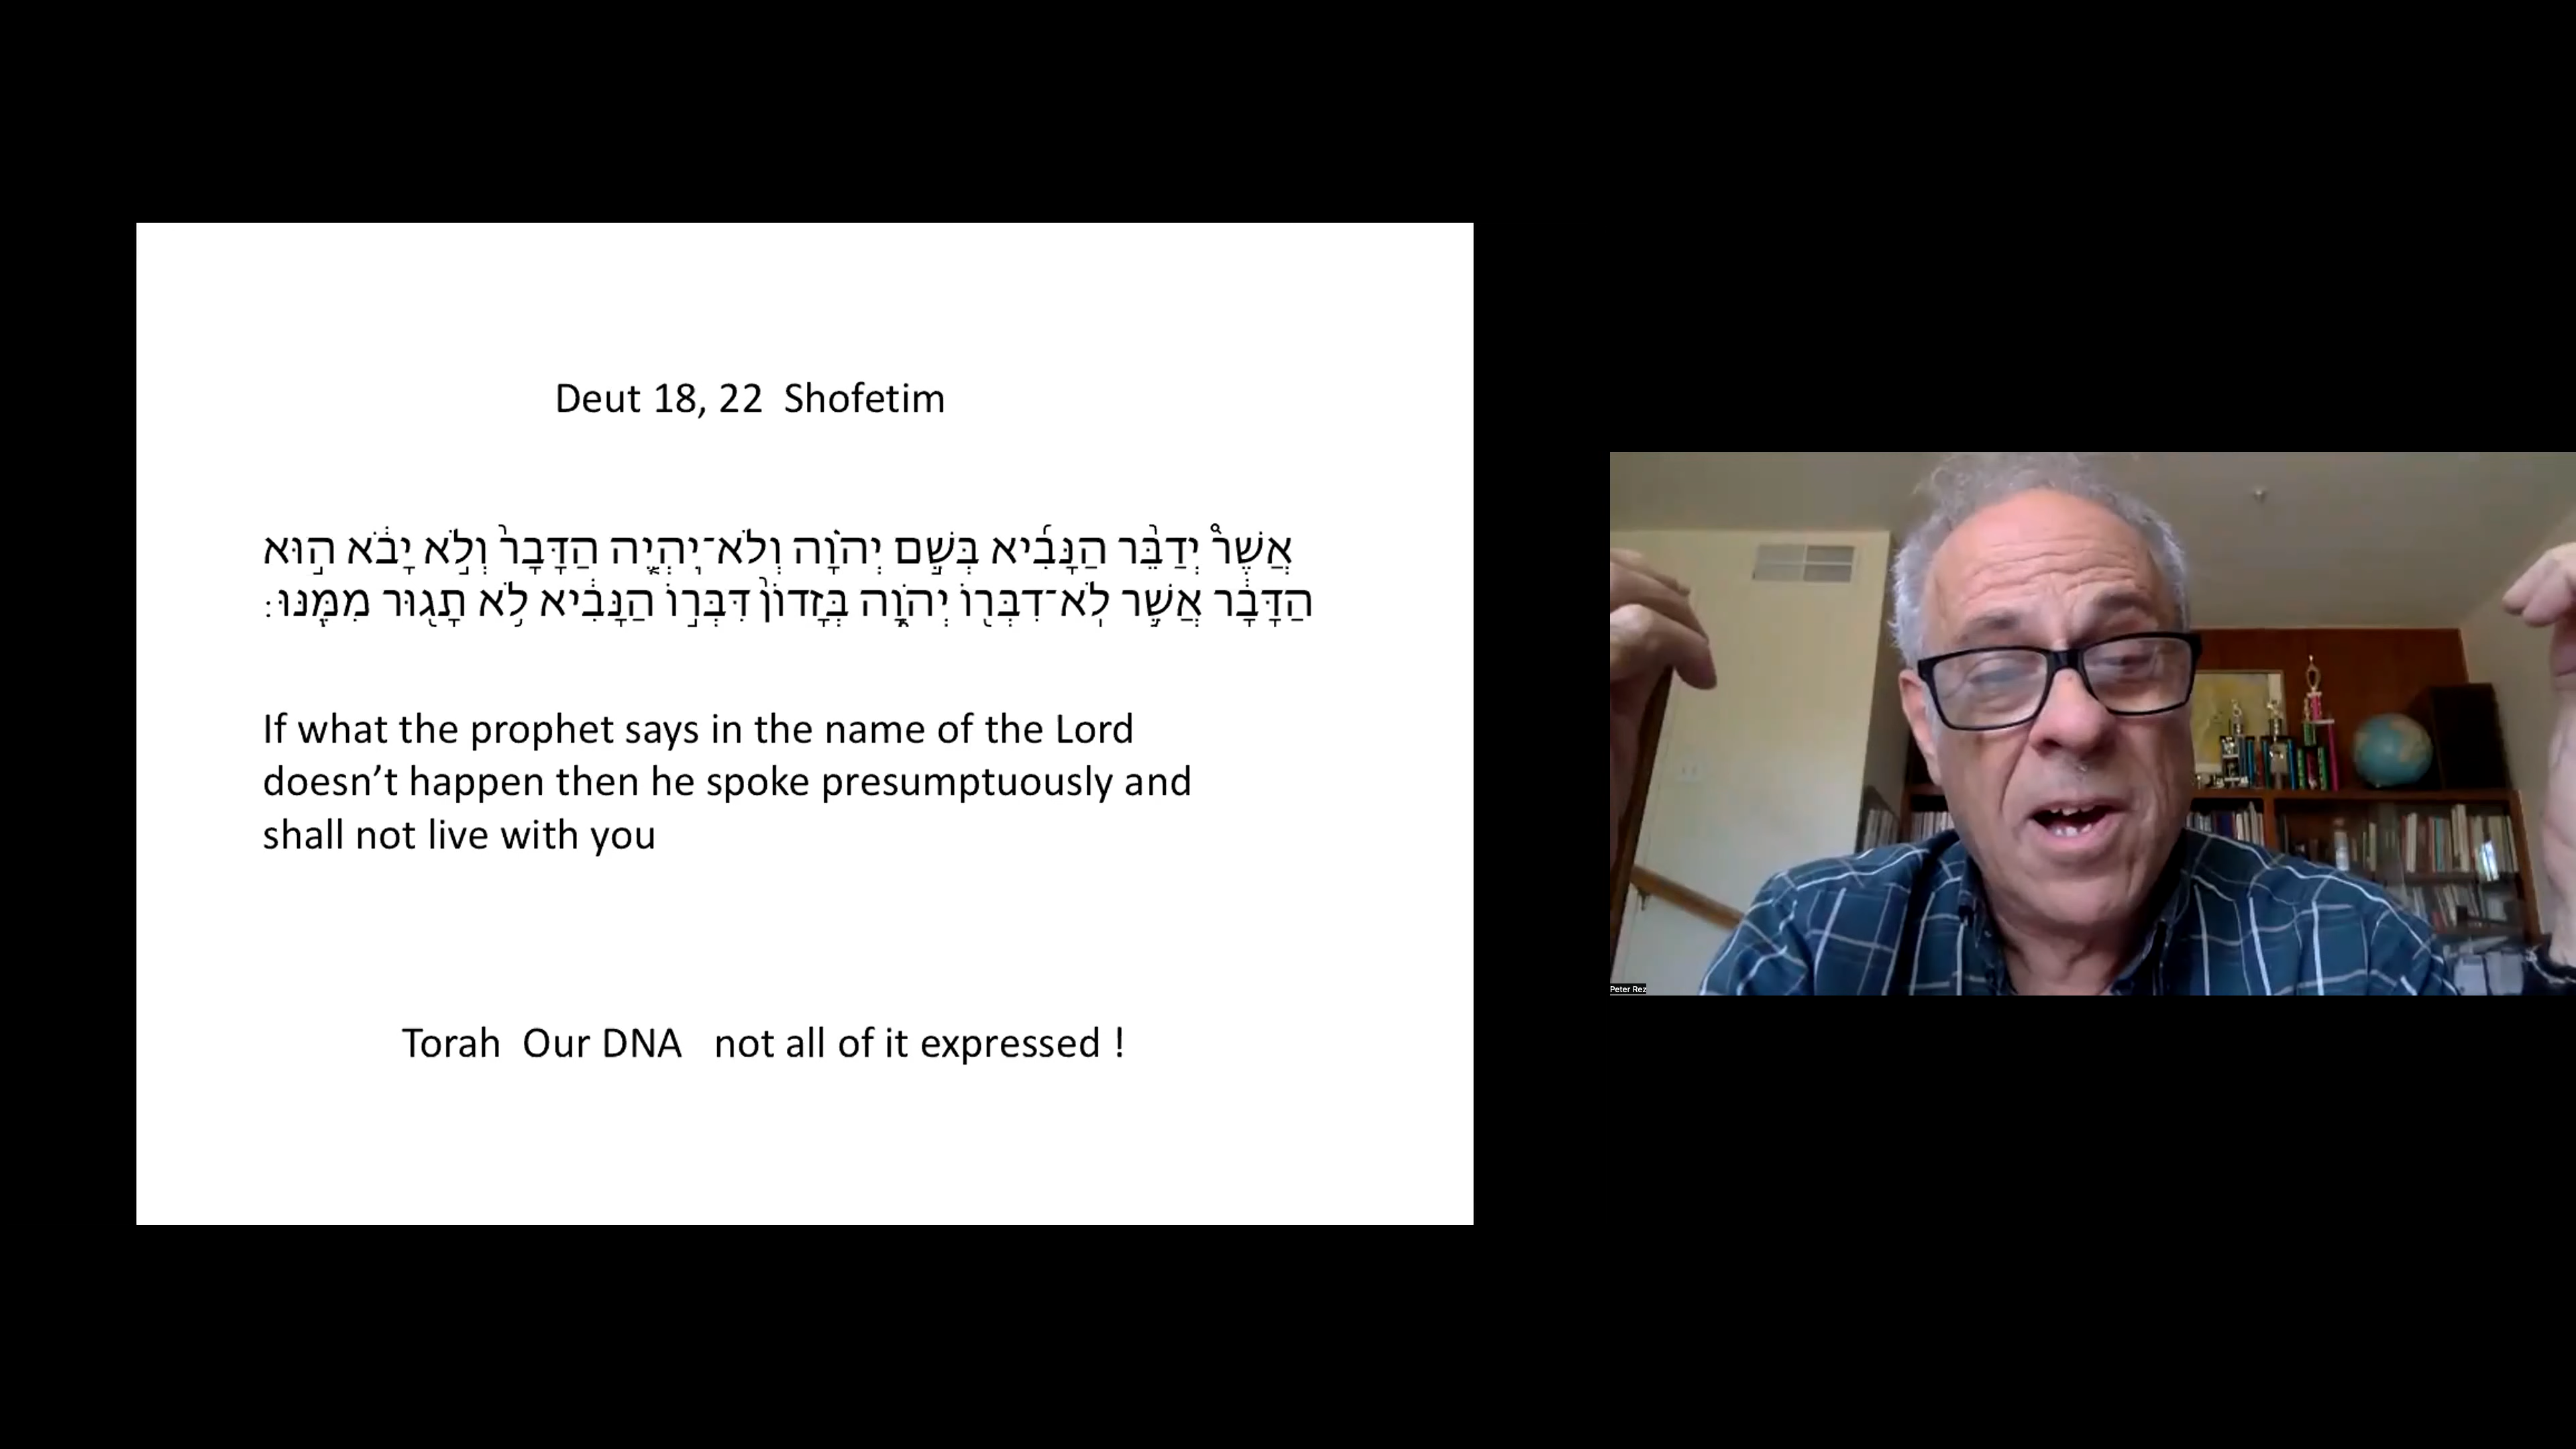 Deut 18, 22 Shofetim
אֲשֶׁר֩ יְדַבֵּ֨ר הַנָּבִ֜יא בְּשֵׁ֣ם יְהֹוָ֗ה וְלֹא־יִֽהְיֶ֤ה הַדָּבָר֙ וְלֹ֣א יָבֹ֔א ה֣וּא
הַדָּבָ֔ר אֲשֶׁ֥ר לֹֽא־דִבְּר֖וֹ יְהֹוָ֑ה בְּזָדוֹן֙ דִּבְּר֣וֹ הַנָּבִ֔יא לֹ֥א תָג֖וּר מִמֶּֽנּוּ׃
If what the prophet says in the name of the Lord
doesn’t happen then he spoke presumptuously and
shall not live with you
Torah Our DNA not all of it expressed !
Peter Rez